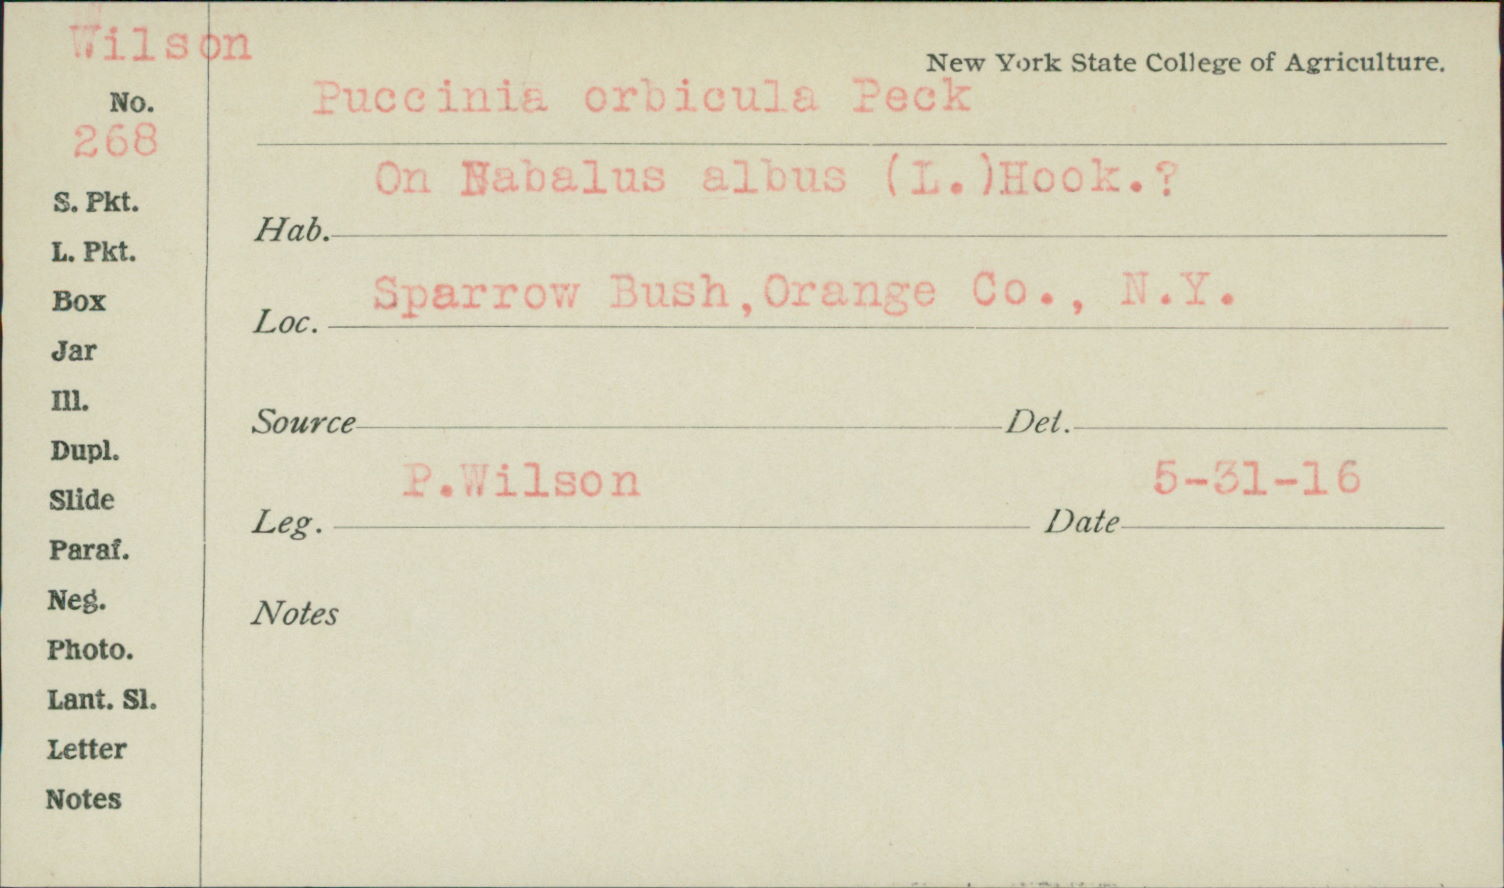 Wilson
New York State College of Agriculture.
No.
268
Puccinia orbicula Peck
On Nabalus albus (L.)Hook.?
Hab.
Sparrow Bush,Orange Co., N.Y.
Loc.
Source Det.
P.Wilson 5-31-16
Leg. Date
Notes
S. Pkt.
L. Pkt.
Box
Jar
Ill.
Dupl.
Slide
Paraf.
Neg.
Photo.
Lant. Sl.
Letter
Notes